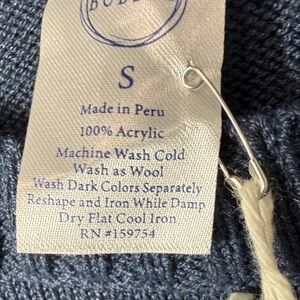 S
Made in Peru
100% Acrylic
Machine Wash Cold
Wash as Wool
Wash Dark Colors Separately
Reshape and Iron While Damp
Dry Flat Cool Iron
RN #159754